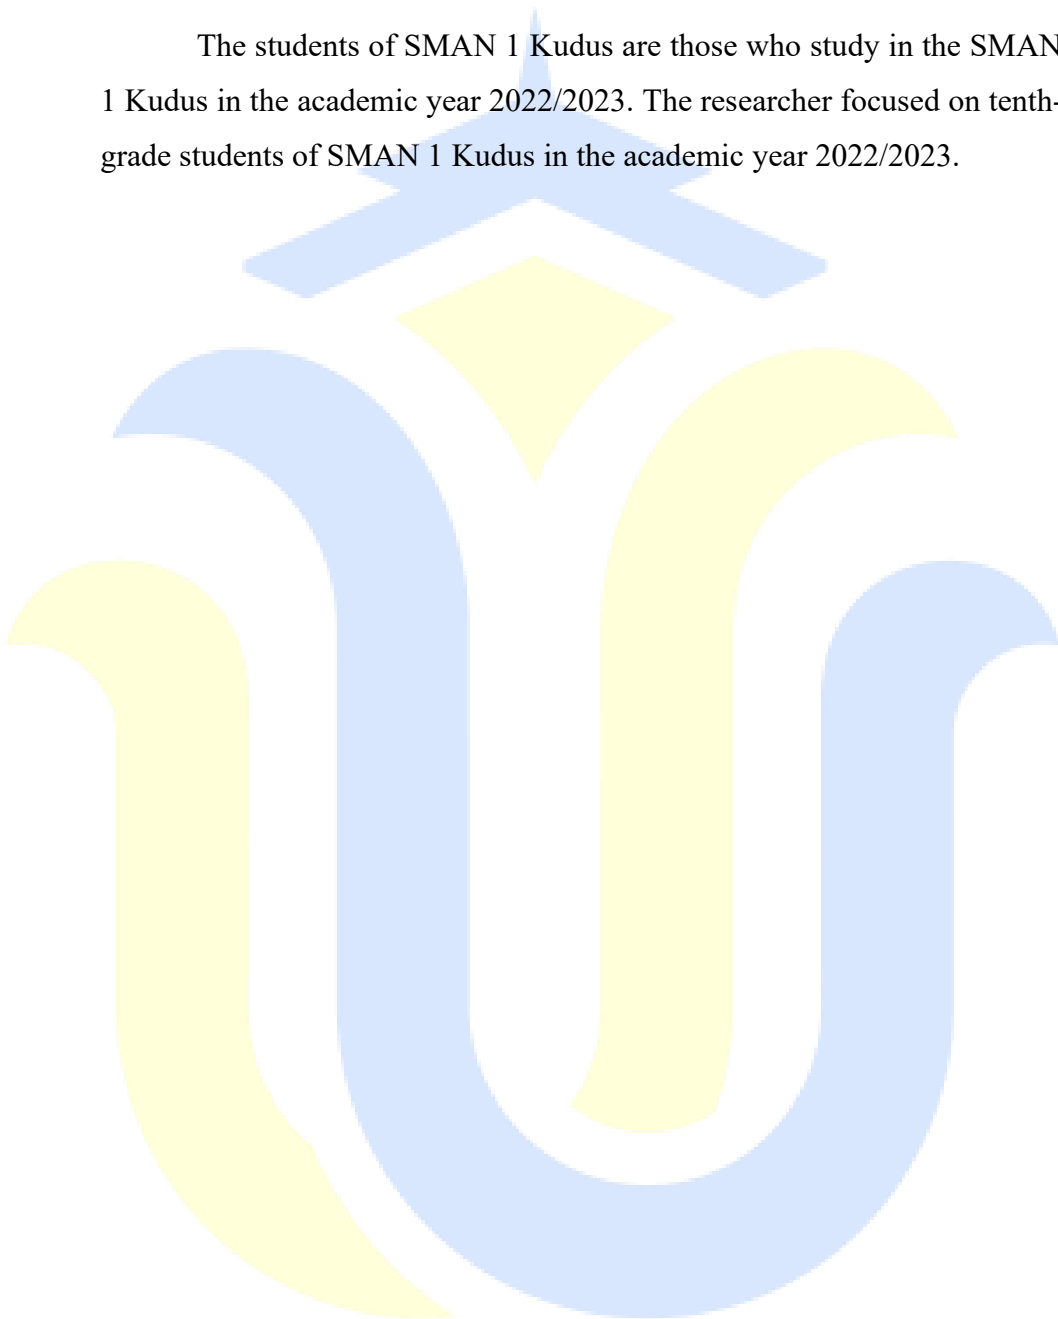 The students of SMAN 1 Kudus are those who study in the SMAN
1 Kudus in the academic year 2022/2023. The researcher focused on tenth-
grade students of SMAN 1 Kudus in the academic year 2022/2023.